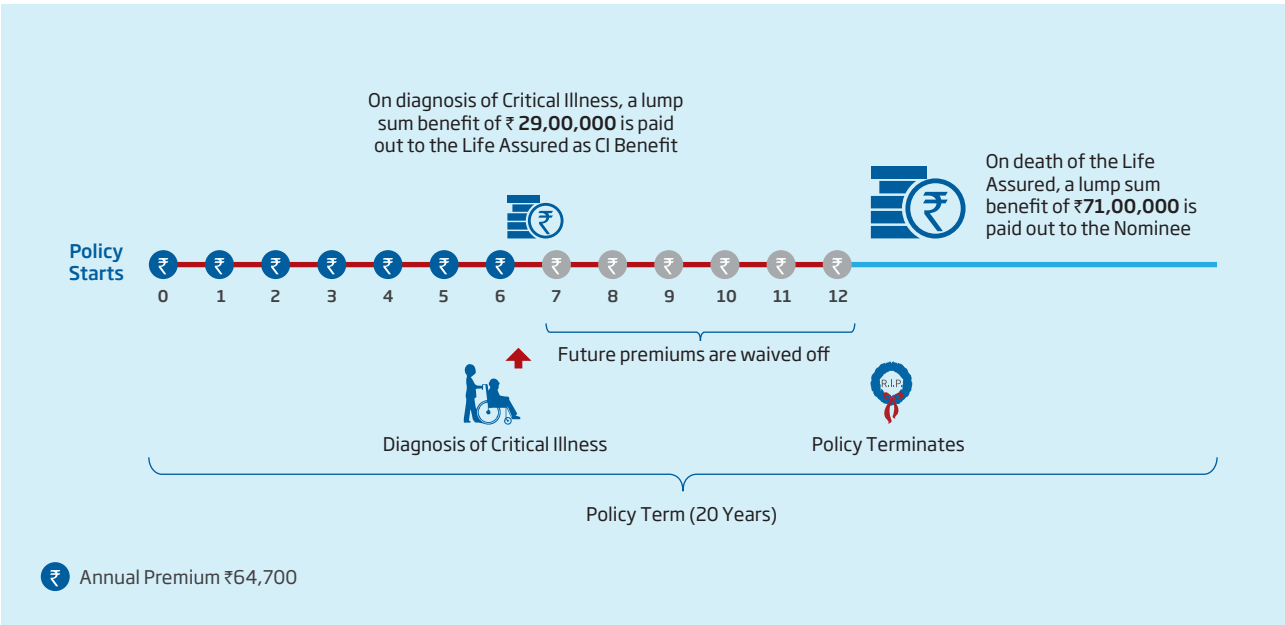 On diagnosis of Critical Illness, a lump
sum benefit of ₹ 29,00,000 is paid
out to the Life Assured as CI Benefit
On death of the Life
Assured, a lump sum
benefit of ₹71,00,000 is
paid out to the Nominee
₹
₹
Policy
Starts
₹ ₹ ₹ ₹ ₹ ₹ ₹ ₹ ₹ ₹ ₹ ₹ ₹
0 1 2 3 4 5 6 7 8 9 10 11 12
Future premiums are waived off
R.I.P.
Diagnosis of Critical Illness
Policy Terminates
Policy Term (20 Years)
₹ Annual Premium ₹64,700